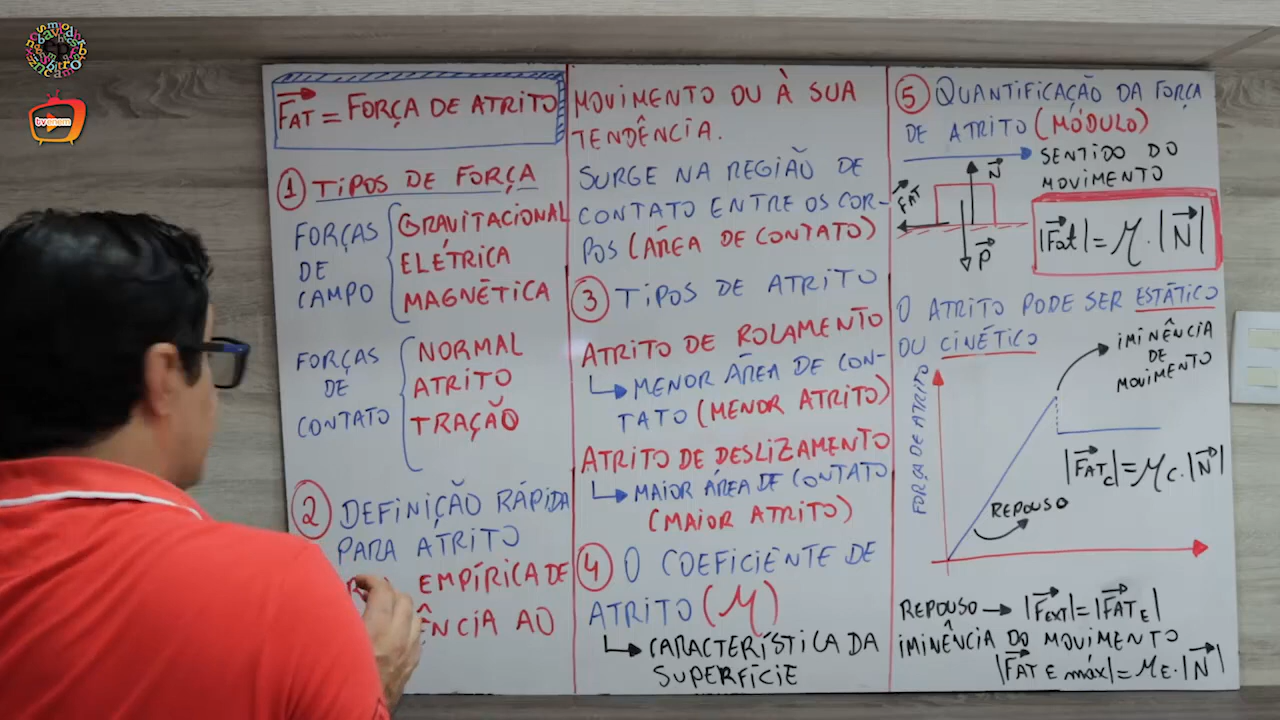 tv enem
FAT = FORÇA DE ATRITO
1 TIPOS DE FORÇA
FORÇAS DE CAMPO
GRAVITACIONAL
ELÉTRICA
MAGNÉTICA
FORÇAS DE CONTATO
NORMAL
ATRITO
TRAÇÃO
2 DEFINIÇÃO RÁPIDA
PARA ATRITO
EMPÍRICA DE
ÊNCIA AO
MOVIMENTO OU À SUA
TENDÊNCIA.
SURGE NA REGIÃO DE
CONTATO ENTRE OS COR-
POS (ÁREA DE CONTATO)
3 TIPOS DE ATRITO
ATRITO DE ROLAMENTO
MENOR ÁREA DE CON-
TATO (MENOR ATRITO)
ATRITO DE DESLIZAMENTO
MAIOR ÁREA DE CONTATO
(MAIOR ATRITO)
4 O COEFICIENTE DE
ATRITO (μ)
CARACTERÍSTICA DA
SUPERFÍCIE
5 QUANTIFICAÇÃO DA FORÇA
DE ATRITO (MÓDULO)
SENTIDO DO
MOVIMENTO
N
FAT
P
|Fat| = μ . |N|
O ATRITO PODE SER ESTÁTICO
OU CINÉTICO
IMINÊNCIA
DE
MOVIMENTO
FORÇA DE ATRITO
|FAT C| = μC . |N|
REPOUSO
REPOUSO → |FEXT| = |FAT E|
IMINÊNCIA DO MOVIMENTO
|FAT E máx| = μE . |N|